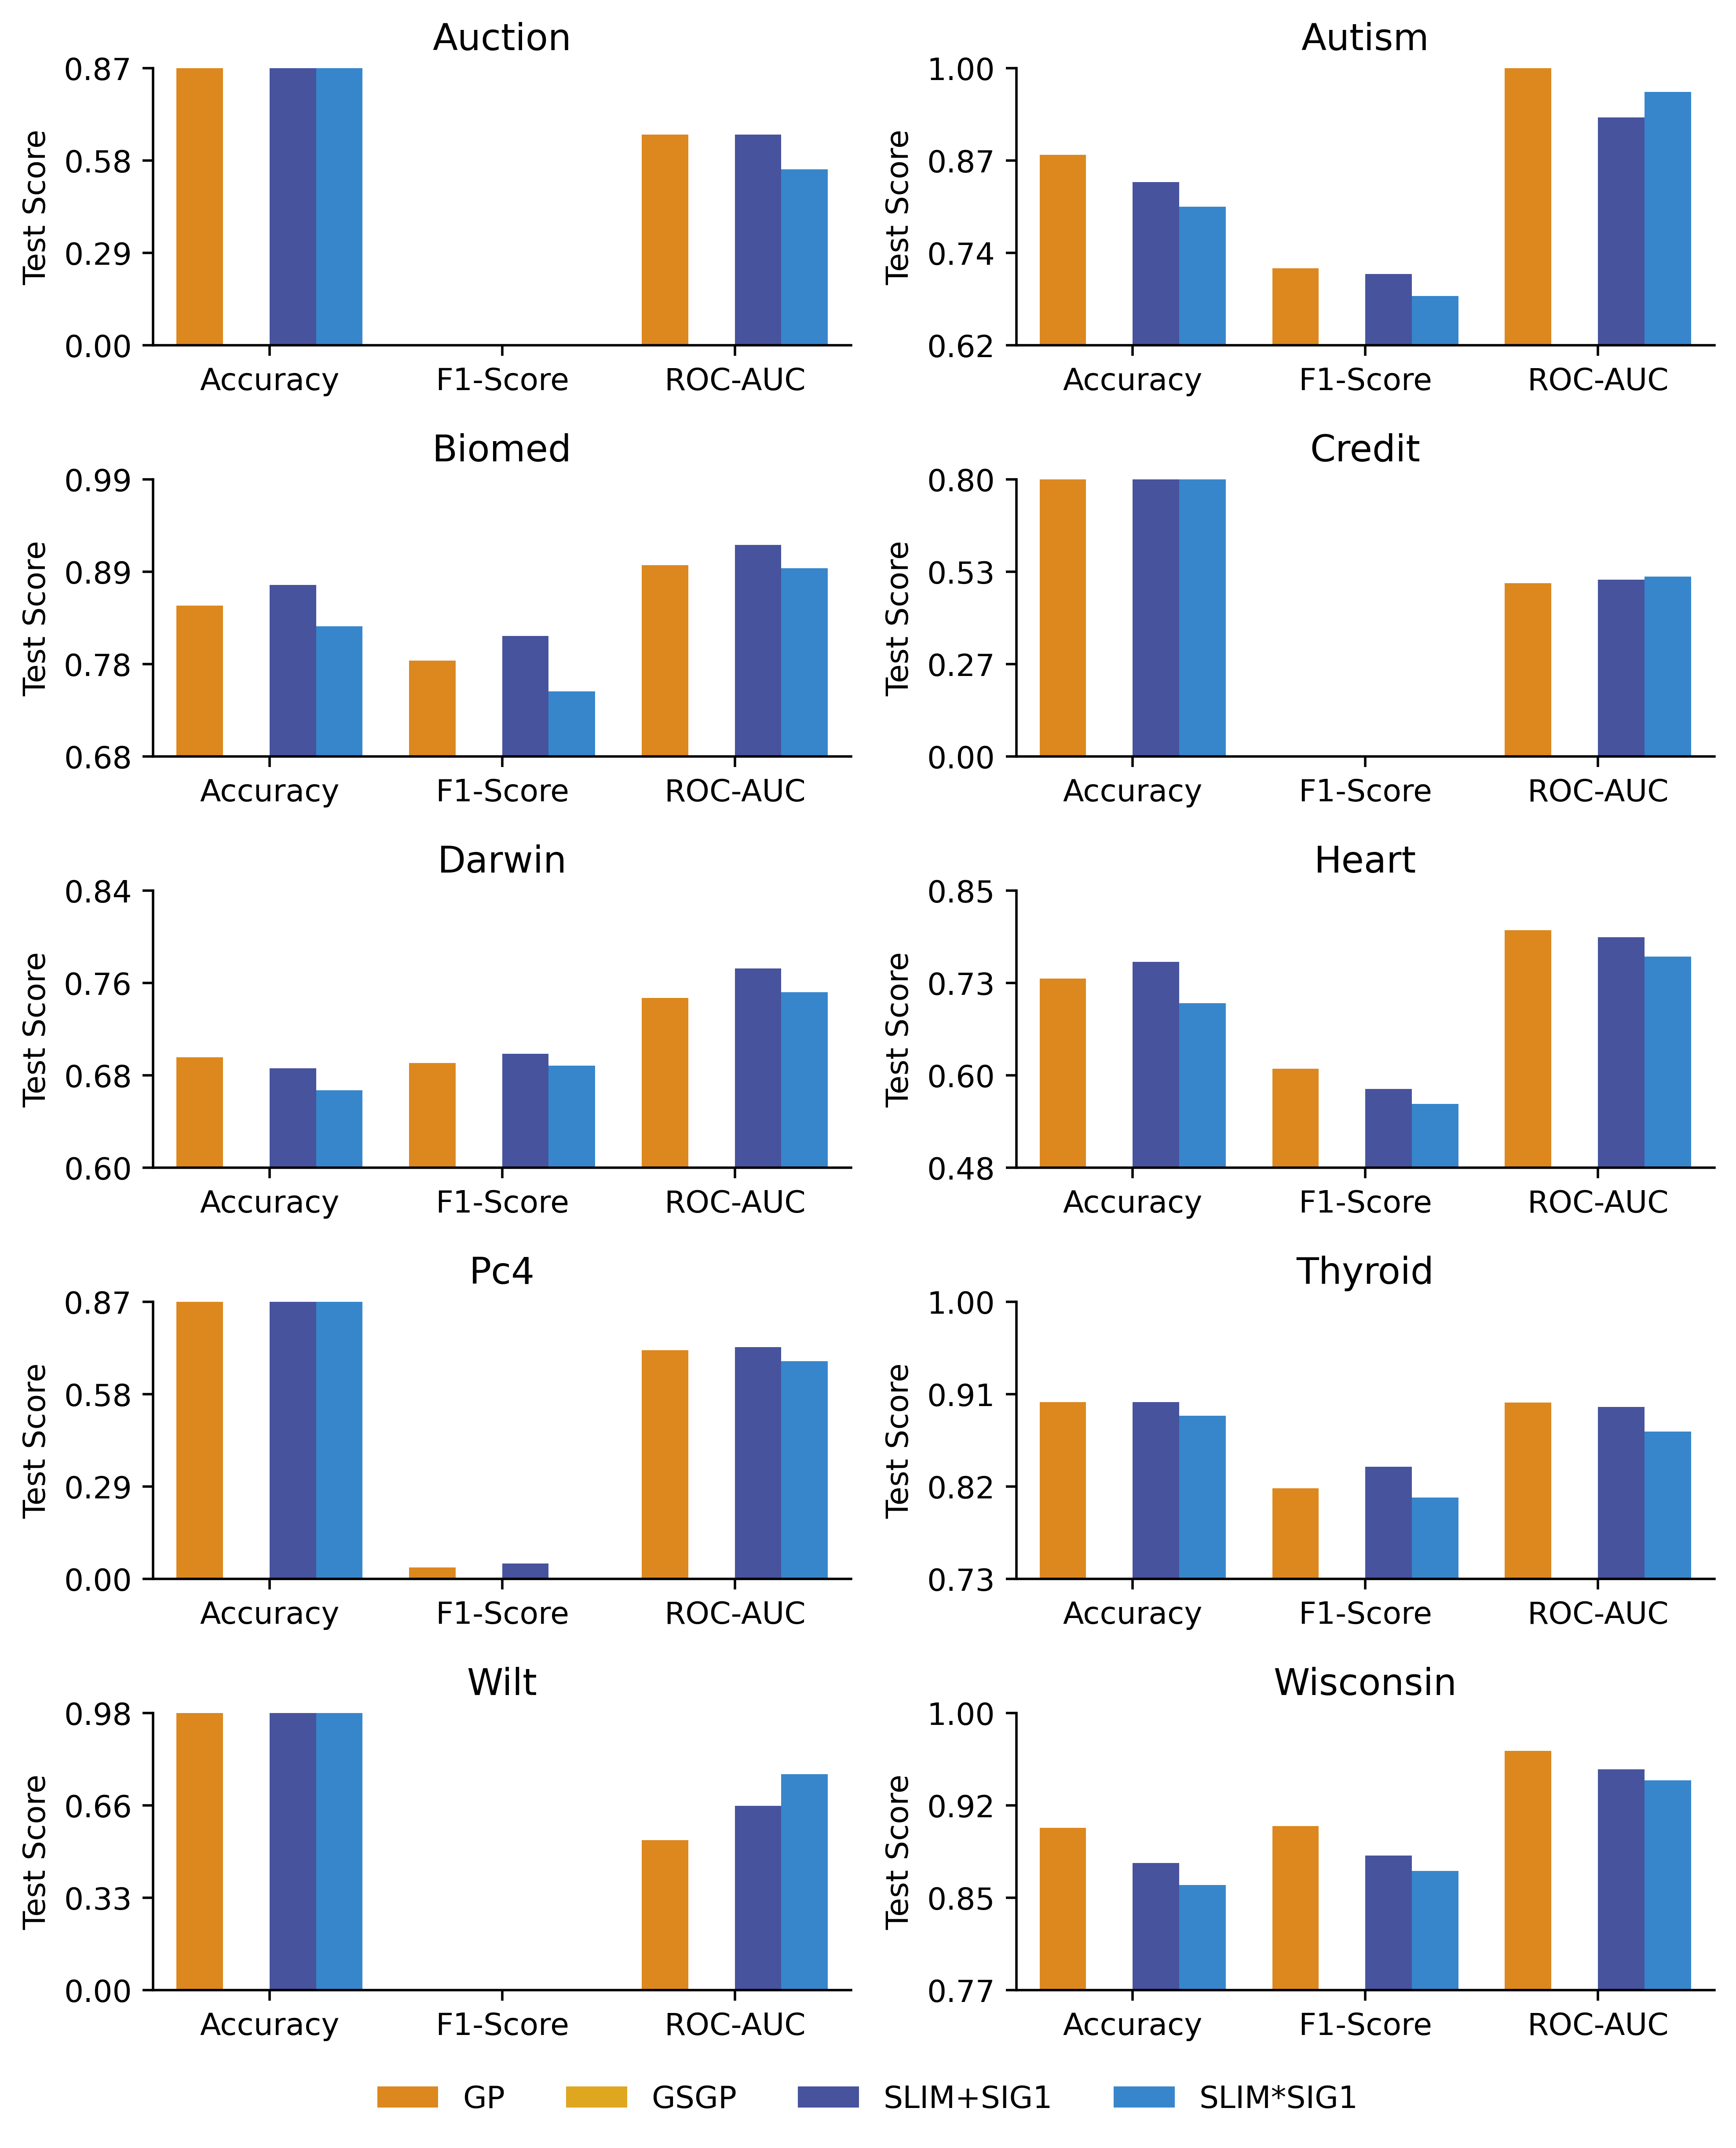 Auction
0.87
0.58
0.29
0.00
Test Score
Accuracy F1-Score ROC-AUC
Autism
1.00
0.87
0.74
0.62
Test Score
Accuracy F1-Score ROC-AUC
Biomed
0.99
0.89
0.78
0.68
Test Score
Accuracy F1-Score ROC-AUC
Credit
0.80
0.53
0.27
0.00
Test Score
Accuracy F1-Score ROC-AUC
Darwin
0.84
0.76
0.68
0.60
Test Score
Accuracy F1-Score ROC-AUC
Heart
0.85
0.73
0.60
0.48
Test Score
Accuracy F1-Score ROC-AUC
Pc4
0.87
0.58
0.29
0.00
Test Score
Accuracy F1-Score ROC-AUC
Thyroid
1.00
0.91
0.82
0.73
Test Score
Accuracy F1-Score ROC-AUC
Wilt
0.98
0.66
0.33
0.00
Test Score
Accuracy F1-Score ROC-AUC
Wisconsin
1.00
0.92
0.85
0.77
Test Score
Accuracy F1-Score ROC-AUC
GP GSGP SLIM+SIG1 SLIM*SIG1